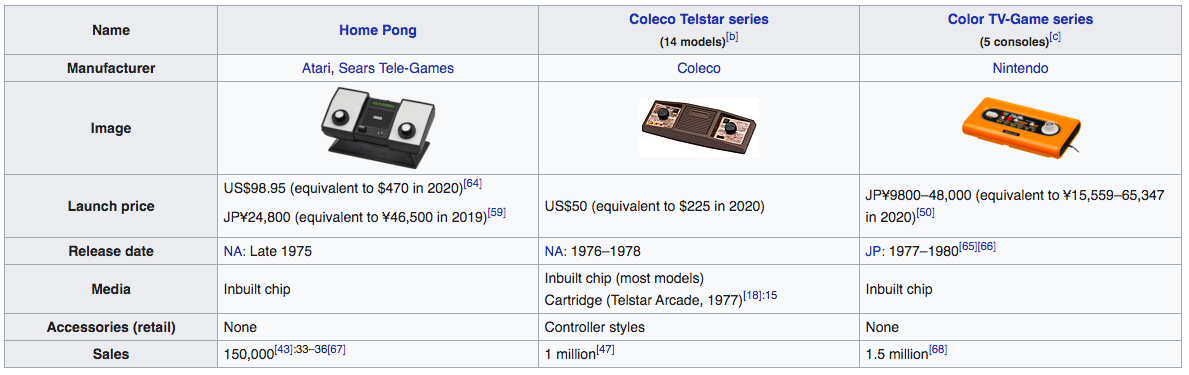 Name
Home Pong
Coleco Telstar series
(14 models)[b]
Color TV-Game series
(5 consoles)[c]
Manufacturer
Atari, Sears Tele-Games
Coleco
Nintendo
Image
Launch price
US$98.95 (equivalent to $470 in 2020)[64]
JP¥24,800 (equivalent to ¥46,500 in 2019)[59]
US$50 (equivalent to $225 in 2020)
JP¥9800–48,000 (equivalent to ¥15,559–65,347
in 2020)[50]
Release date
NA: Late 1975
NA: 1976–1978
JP: 1977–1980[65][66]
Media
Inbuilt chip
Inbuilt chip (most models)
Cartridge (Telstar Arcade, 1977)[18]:15
Inbuilt chip
Accessories (retail)
None
Controller styles
None
Sales
150,000[43]:33–36[67]
1 million[47]
1.5 million[68]